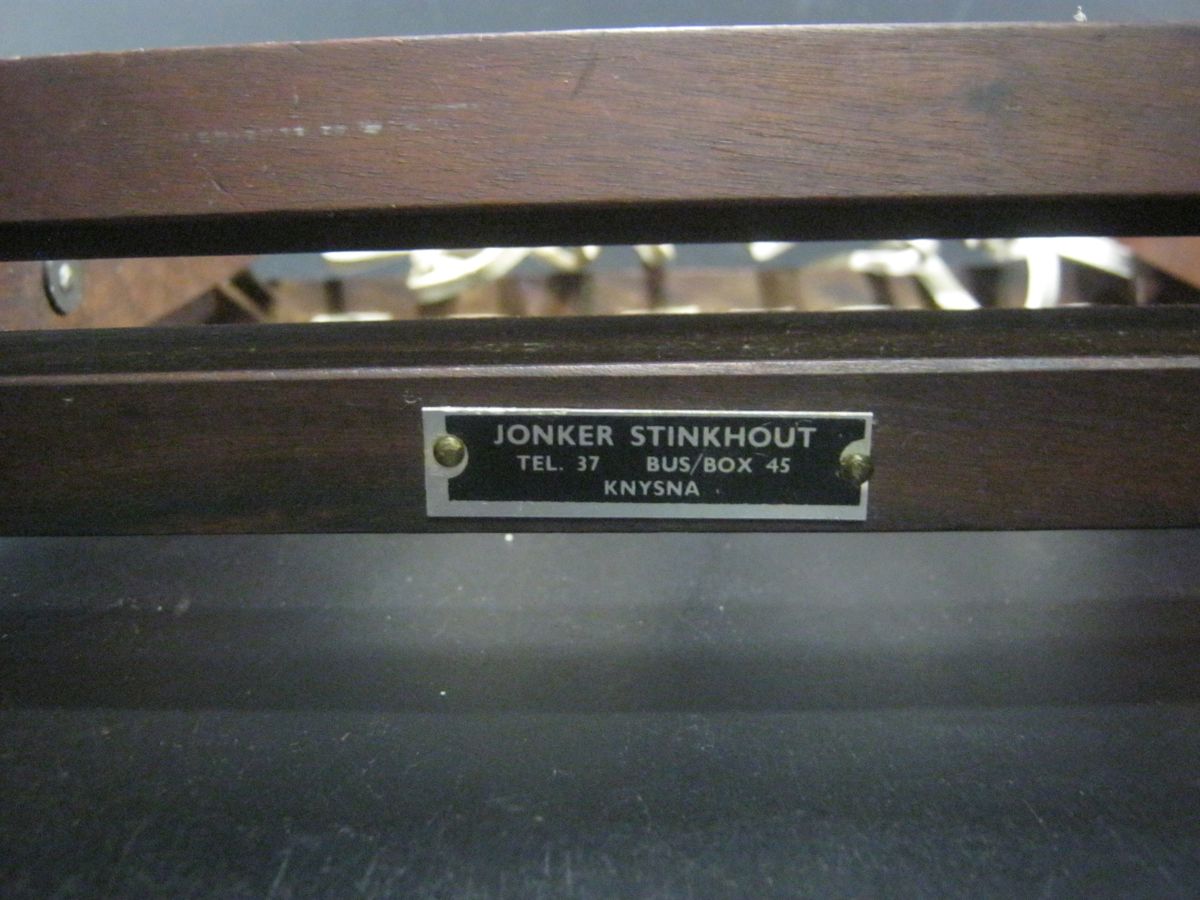 JONKER STINKHOUT
TEL. 37 BUS/BOX 45
KNYSNA